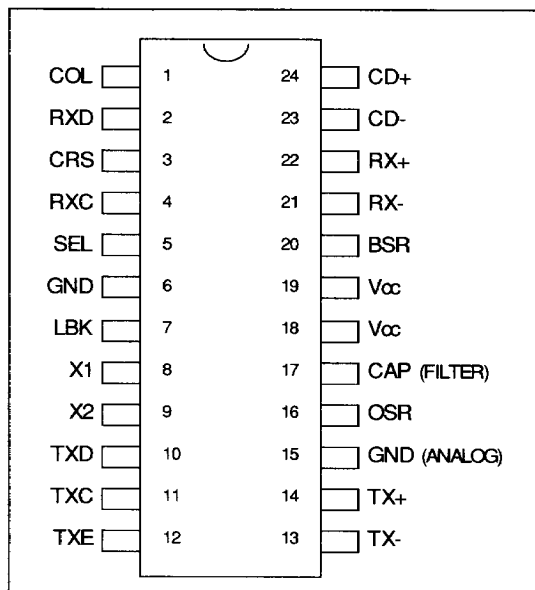 COL 1 24 CD+
RXD 2 23 CD-
CRS 3 22 RX+
RXC 4 21 RX-
SEL 5 20 BSR
GND 6 19 Vcc
LBK 7 18 Vcc
X1 8 17 CAP (FILTER)
X2 9 16 OSR
TXD 10 15 GND (ANALOG)
TXC 11 14 TX+
TXE 12 13 TX-